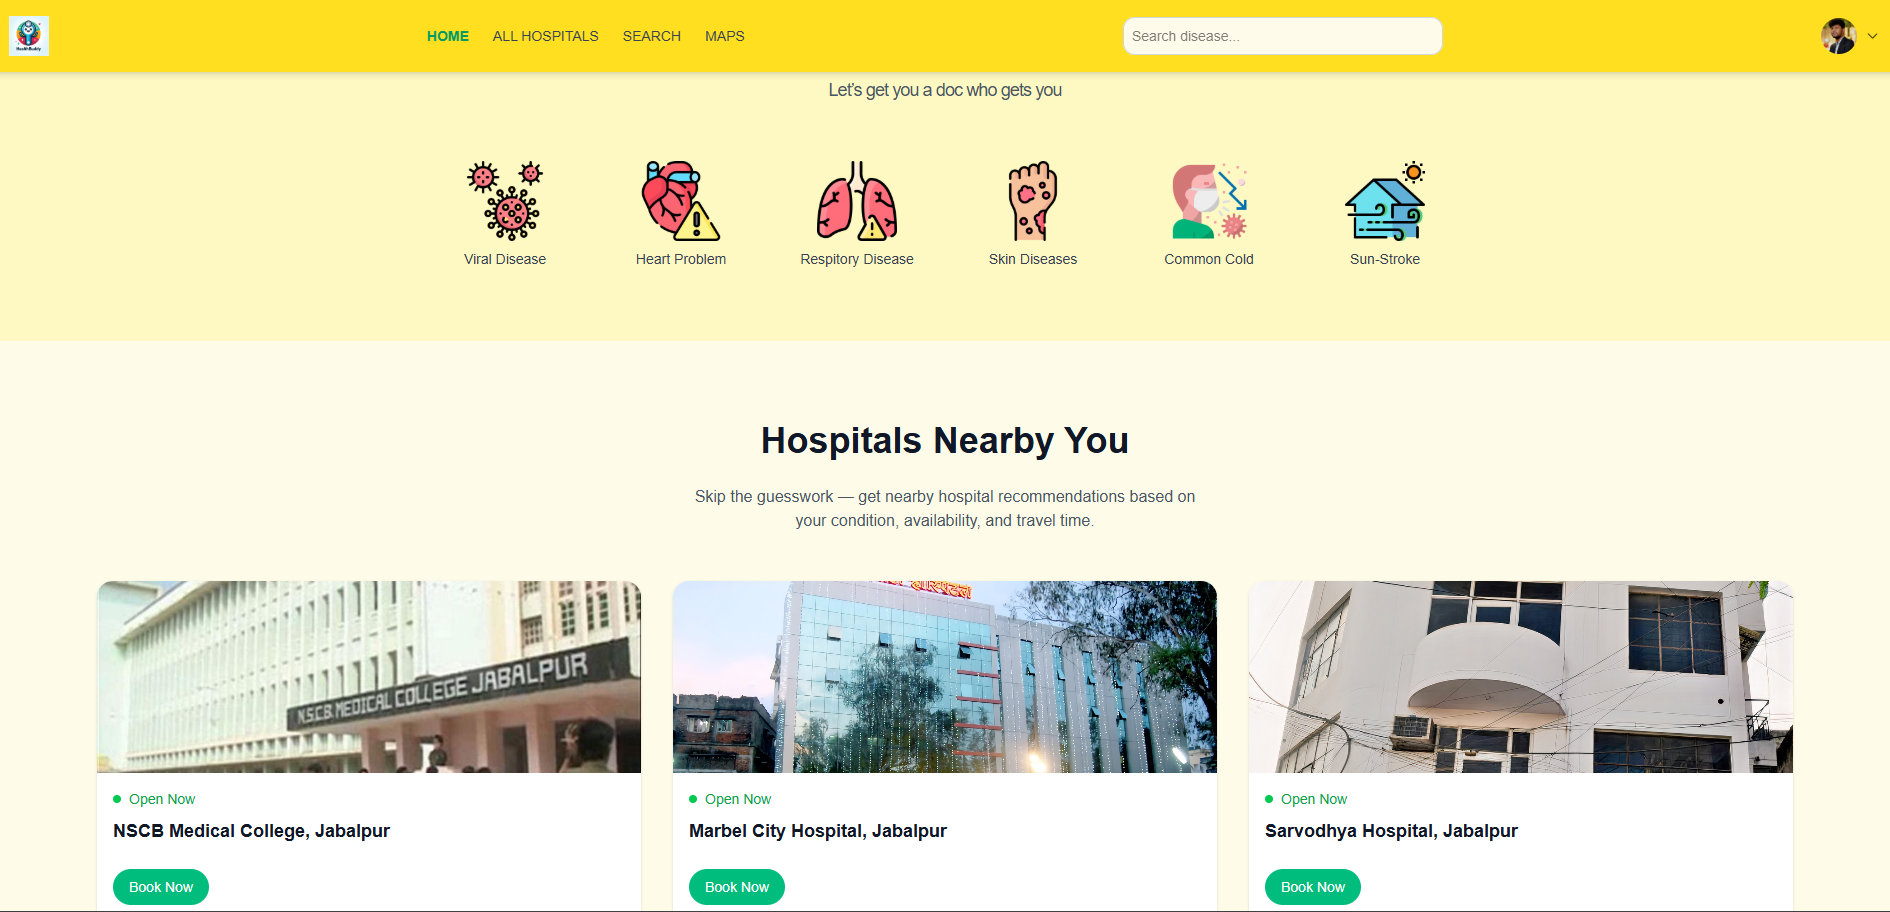 HealthBuddy
HOME
ALL HOSPITALS
SEARCH
MAPS
Search disease...
Let's get you a doc who gets you
Viral Disease
Heart Problem
Respitory Disease
Skin Diseases
Common Cold
Sun-Stroke
Hospitals Nearby You
Skip the guesswork — get nearby hospital recommendations based on
your condition, availability, and travel time.
N.S.C.B. MEDICAL COLLEGE JABALPUR
Open Now
NSCB Medical College, Jabalpur
Book Now
Open Now
Marbel City Hospital, Jabalpur
Book Now
Open Now
Sarvodhya Hospital, Jabalpur
Book Now